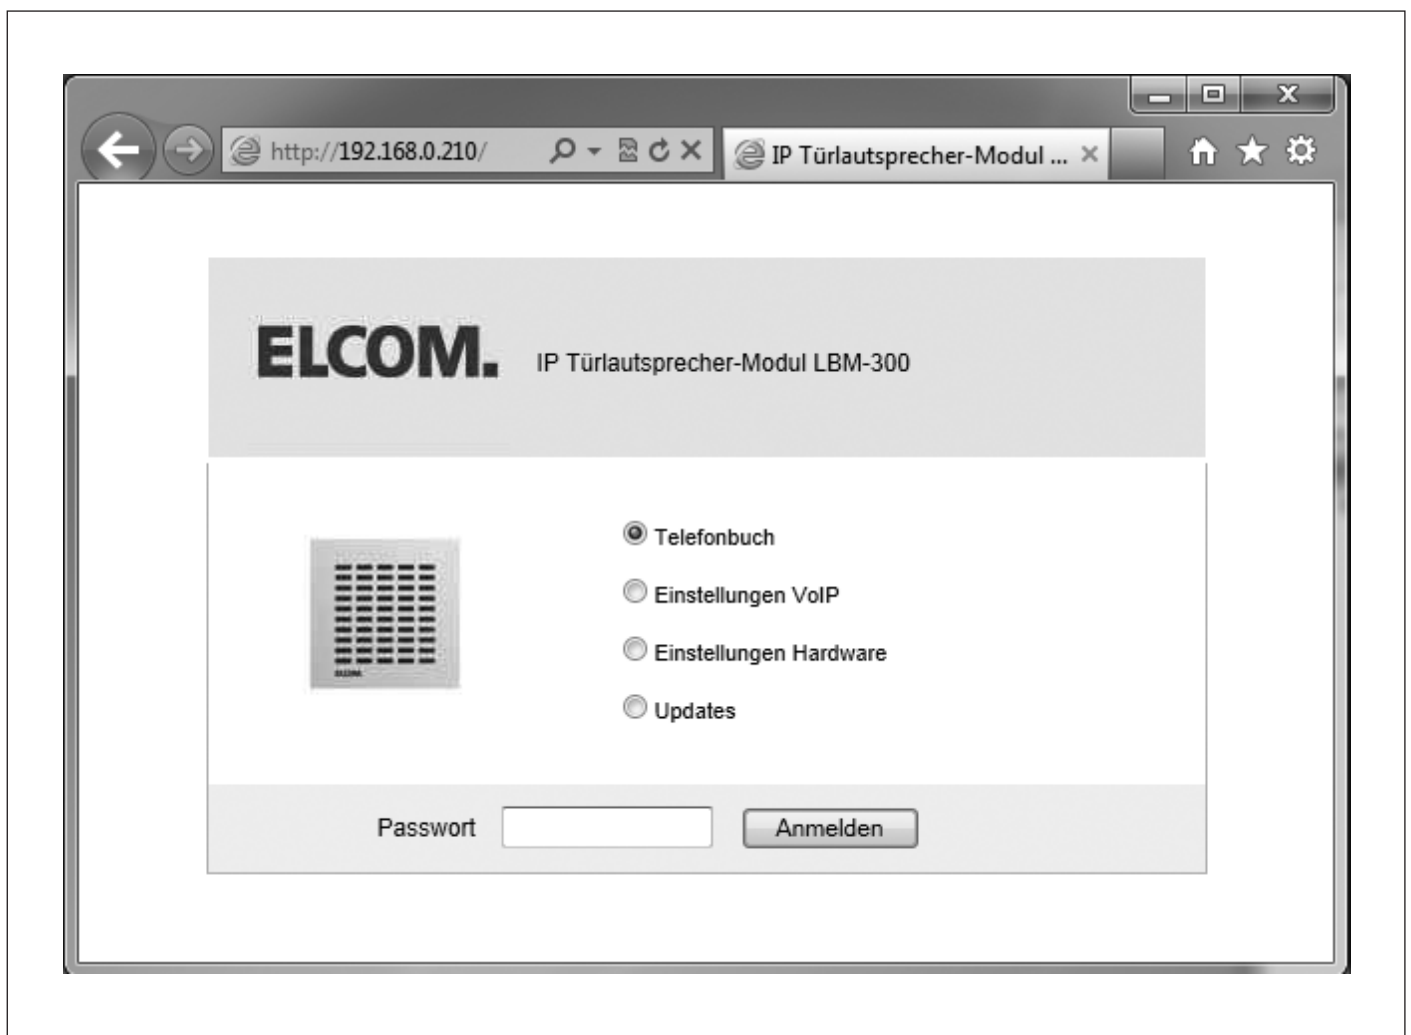 http://192.168.0.210/
IP Türlautsprecher-Modul ...
ELCOM.
IP Türlautsprecher-Modul LBM-300
Telefonbuch
Einstellungen VoIP
Einstellungen Hardware
Updates
ELCOM.
Passwort
Anmelden